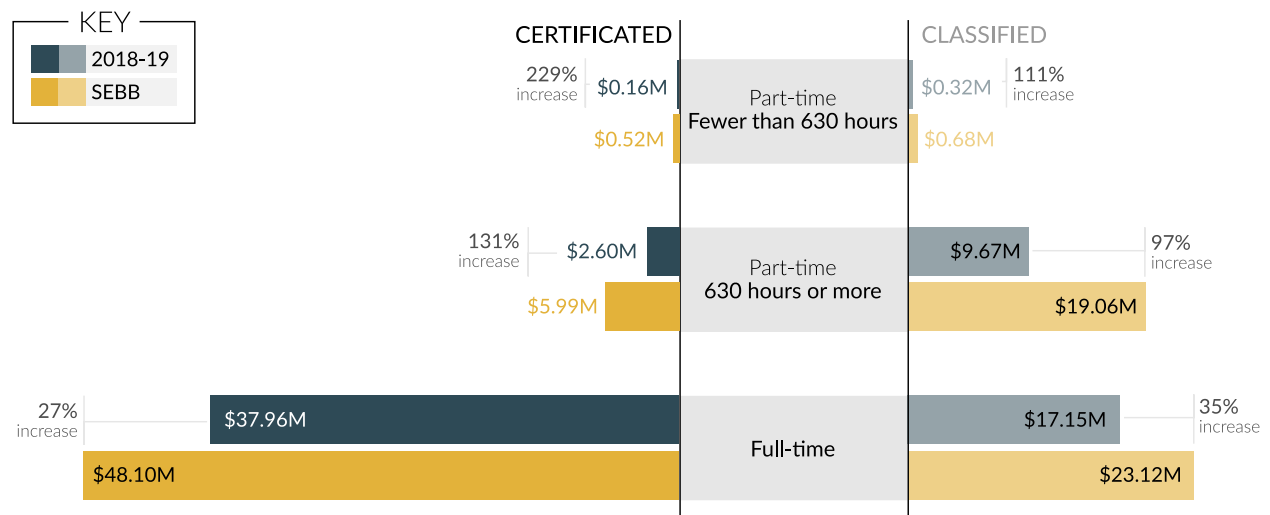 KEY
2018-19
SEBB
CERTIFICATED
CLASSIFIED
229%
increase
$0.16M
Part-time
Fewer than 630 hours
$0.32M
111%
increase
$0.52M
$0.68M
131%
increase
$2.60M
Part-time
630 hours or more
$9.67M
97%
increase
$5.99M
$19.06M
27%
increase
$37.96M
Full-time
$17.15M
35%
increase
$48.10M
$23.12M